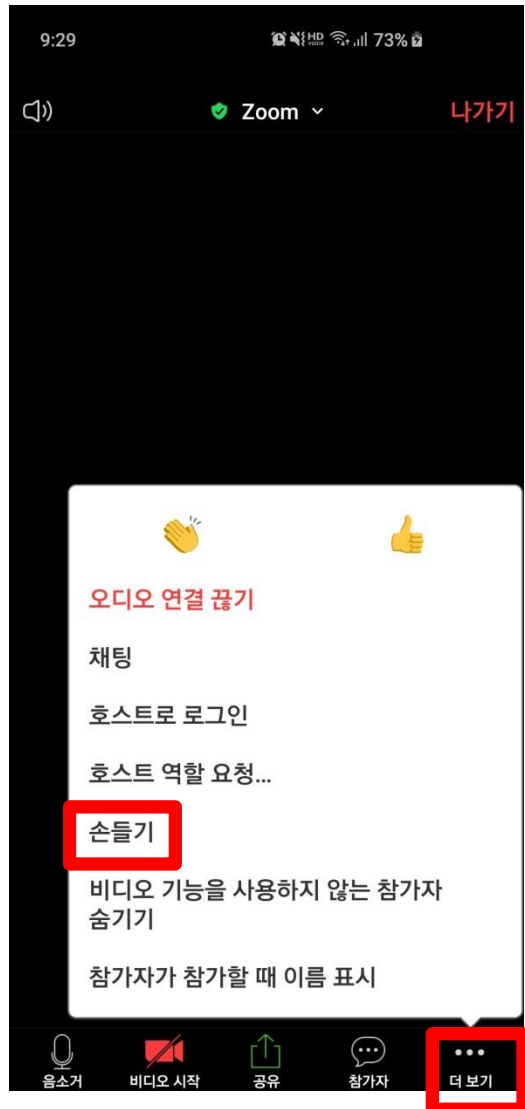 9:29
HD voice
73%
Zoom
나가기
오디오 연결 끊기
채팅
호스트로 로그인
호스트 역할 요청...
손들기
비디오 기능을 사용하지 않는 참가자
숨기기
참가자가 참가할 때 이름 표시
음소거 비디오 시작 공유 참가자 더 보기